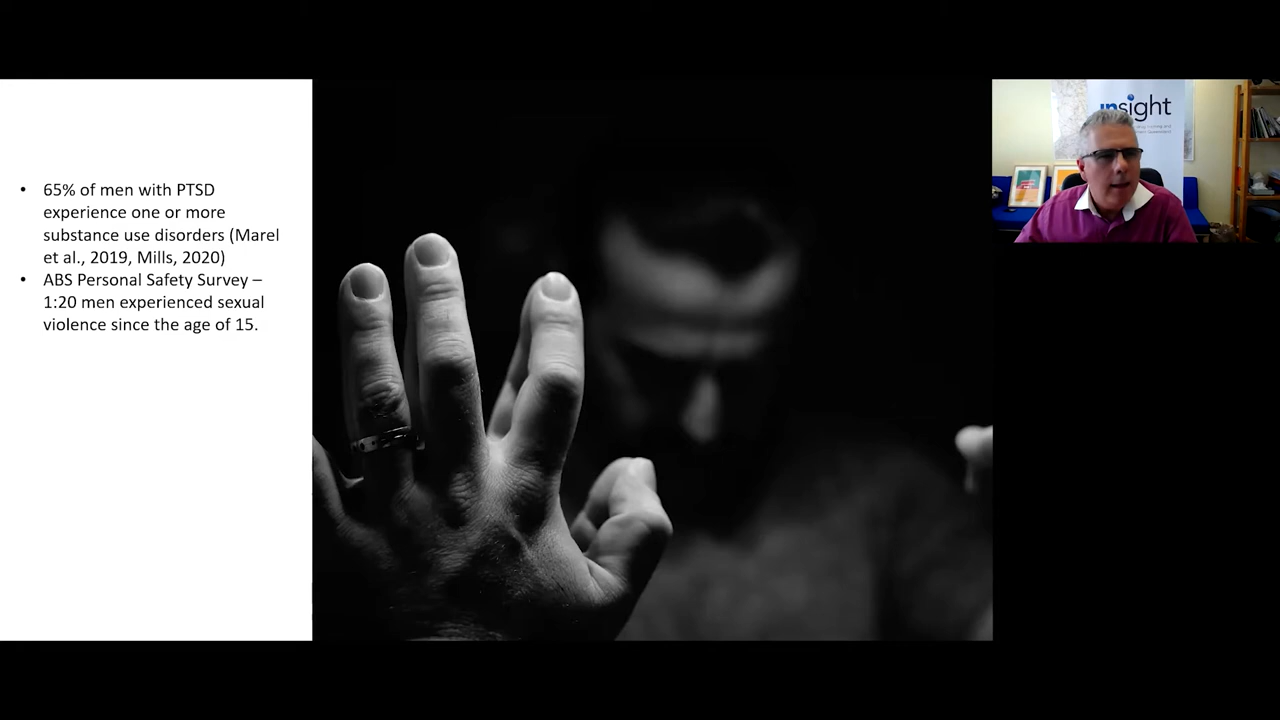 • 65% of men with PTSD
experience one or more
substance use disorders (Marel
et al., 2019, Mills, 2020)
• ABS Personal Safety Survey –
1:20 men experienced sexual
violence since the age of 15.
insight